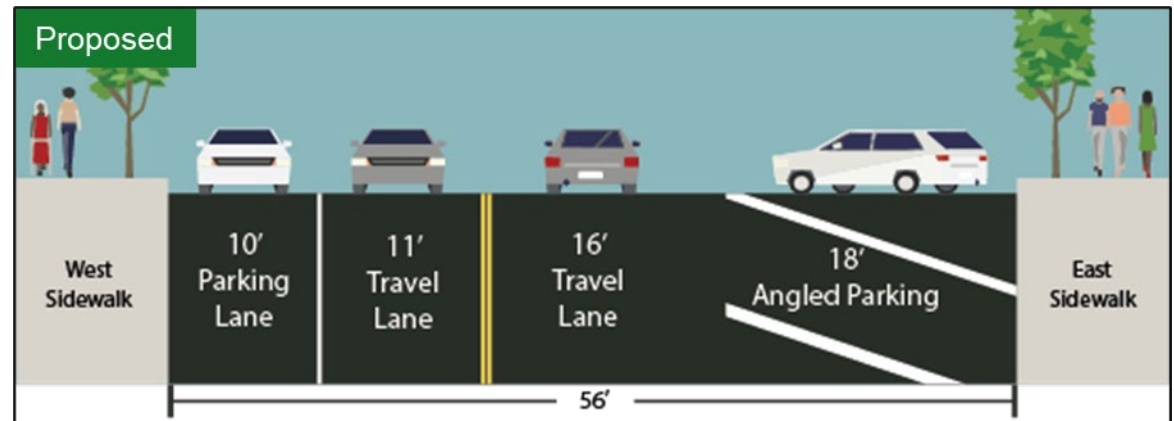 Proposed
West
Sidewalk
10′
Parking
Lane
11′
Travel
Lane
16′
Travel
Lane
18′
Angled Parking
East
Sidewalk
56′